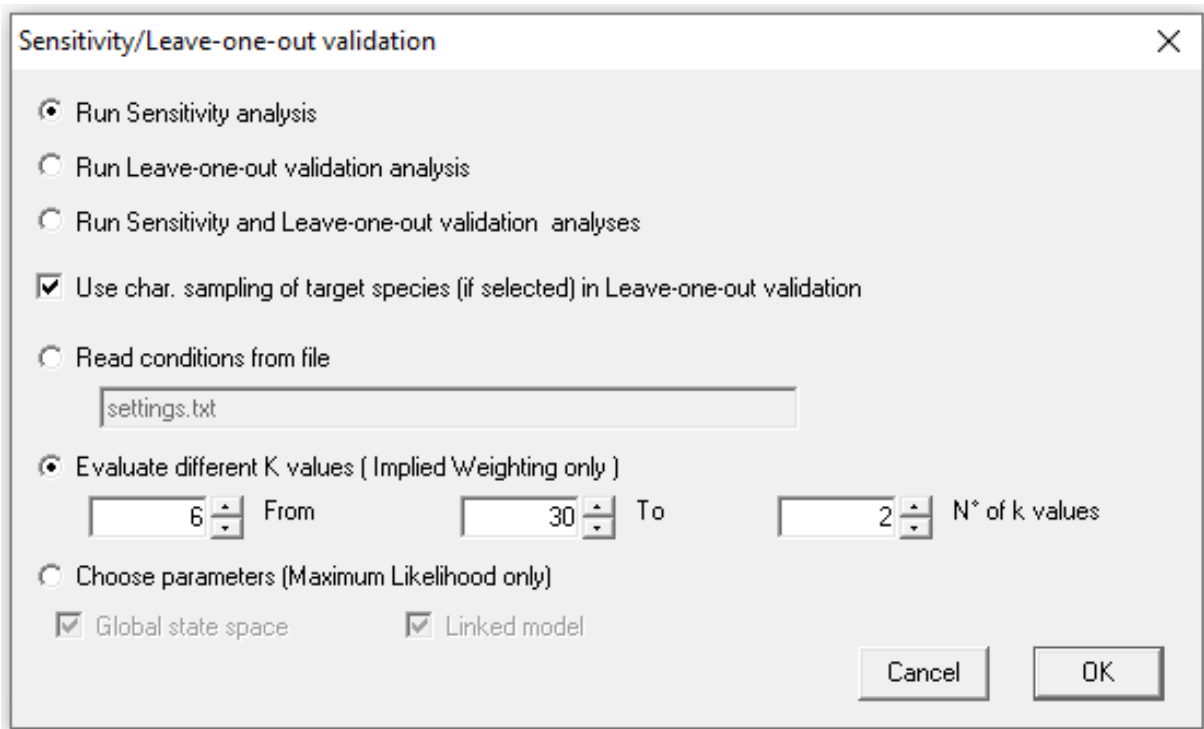 Sensitivity/Leave-one-out validation
Run Sensitivity analysis
Run Leave-one-out validation analysis
Run Sensitivity and Leave-one-out validation  analyses
Use char. sampling of target species (if selected) in Leave-one-out validation
Read conditions from file
settings.txt
Evaluate different K values ( Implied Weighting only )
6 From 30 To 2 N° of k values
Choose parameters (Maximum Likelihood only)
Global state space Linked model
Cancel OK